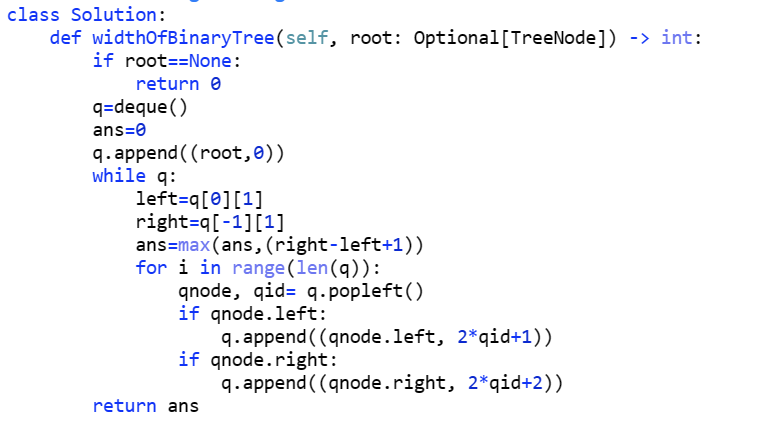 class Solution:
    def widthOfBinaryTree(self, root: Optional[TreeNode]) -> int:
        if root==None:
            return 0
        q=deque()
        ans=0
        q.append((root,0))
        while q:
            left=q[0][1]
            right=q[-1][1]
            ans=max(ans,(right-left+1))
            for i in range(len(q)):
                qnode, qid= q.popleft()
                if qnode.left:
                    q.append((qnode.left, 2*qid+1))
                if qnode.right:
                    q.append((qnode.right, 2*qid+2))
        return ans